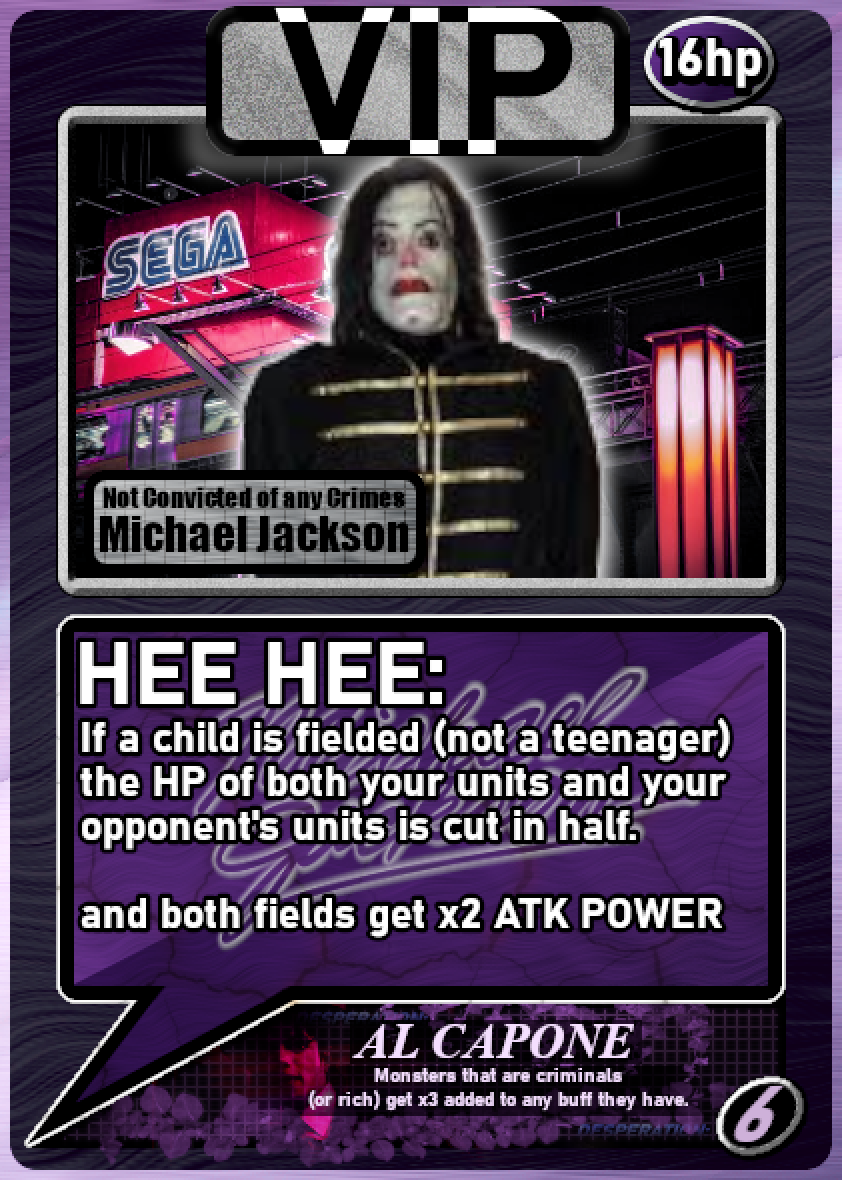 VIP
16hp
SEGA
Not Convicted of any Crimes
Michael Jackson
HEE HEE:
If a child is fielded (not a teenager)
the HP of both your units and your
opponent's units is cut in half.
and both fields get x2 ATK POWER
DESPERATION:
AL CAPONE
Monsters that are criminals
(or rich) get x3 added to any buff they have.
DESPERATION:
6